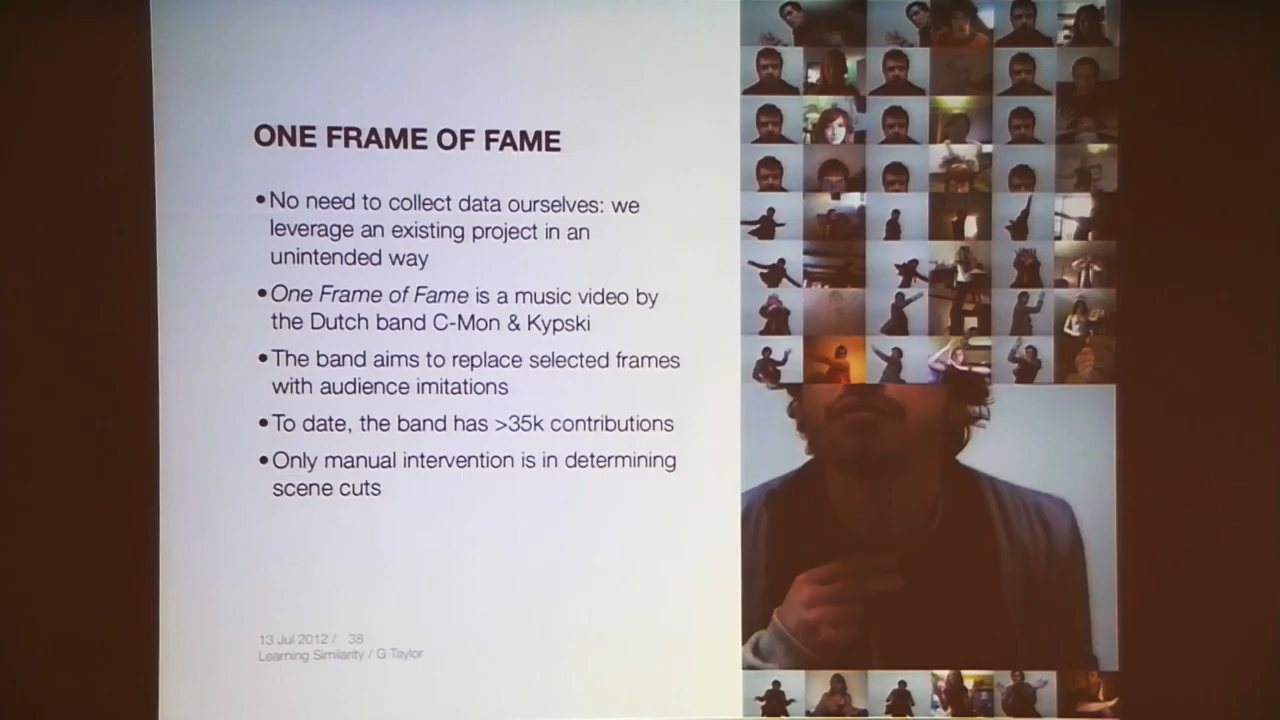 ONE FRAME OF FAME
•No need to collect data ourselves: we
leverage an existing project in an
unintended way
•One Frame of Fame is a music video by
the Dutch band C-Mon & Kypski
•The band aims to replace selected frames
with audience imitations
•To date, the band has >35k contributions
•Only manual intervention is in determining
scene cuts
13 Jul 2012 / 38
Learning Similarity / G Taylor